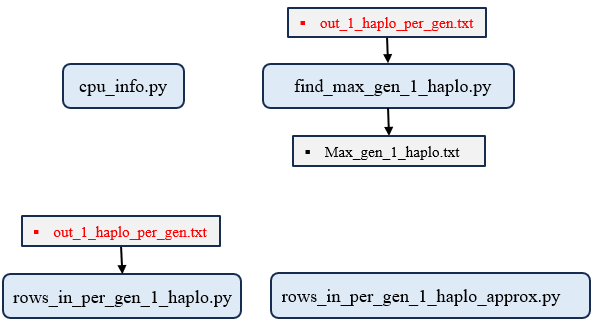 ▪ out_1_haplo_per_gen.txt
cpu_info.py
find_max_gen_1_haplo.py
▪ Max_gen_1_haplo.txt
▪ out_1_haplo_per_gen.txt
rows_in_per_gen_1_haplo.py
rows_in_per_gen_1_haplo_approx.py